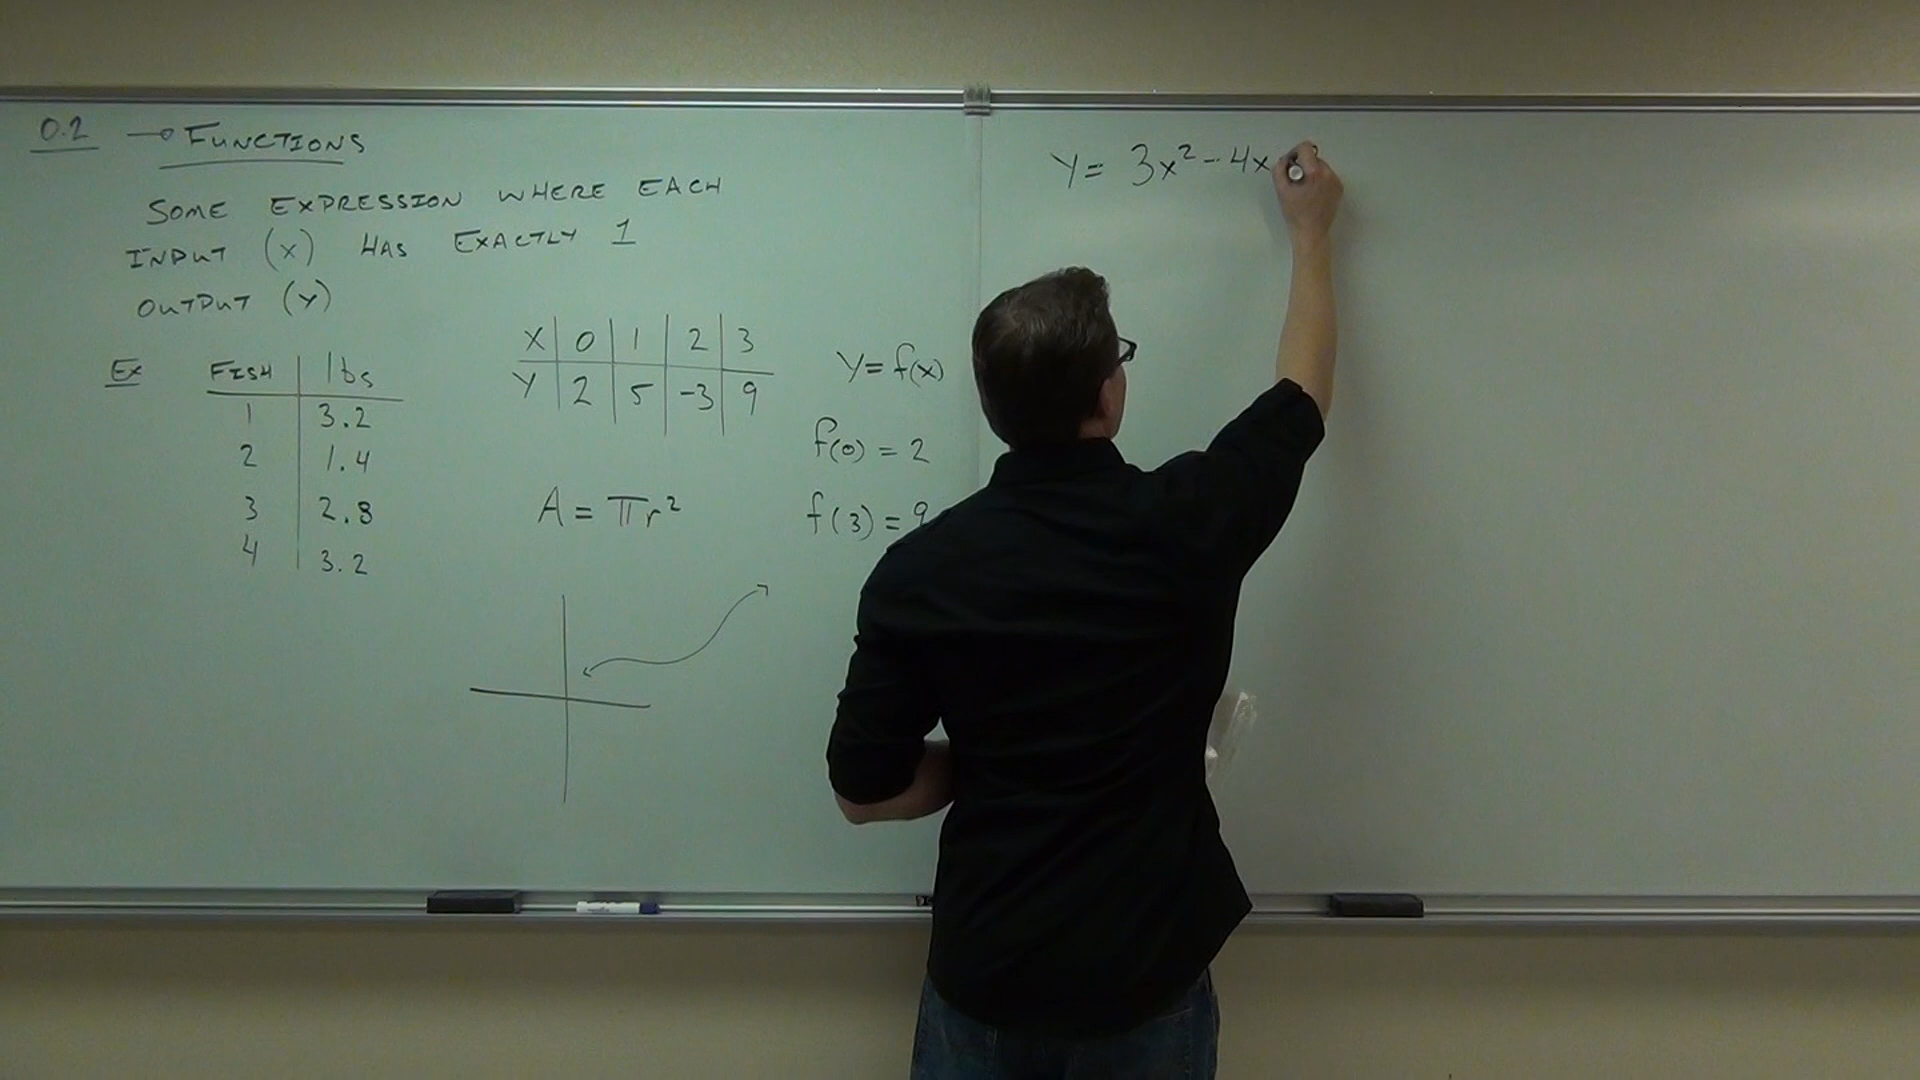 0.2 → FUNCTIONS
SOME EXPRESSION WHERE EACH
INPUT (X) HAS EXACTLY 1
OUTPUT (Y)
Ex
FISH lbs
1 3.2
2 1.4
3 2.8
4 3.2
X 0 1 2 3
Y 2 5 -3 9
A = πr²
Y = f(x)
f(0) = 2
f(3) = 9
Y = 3x² - 4x